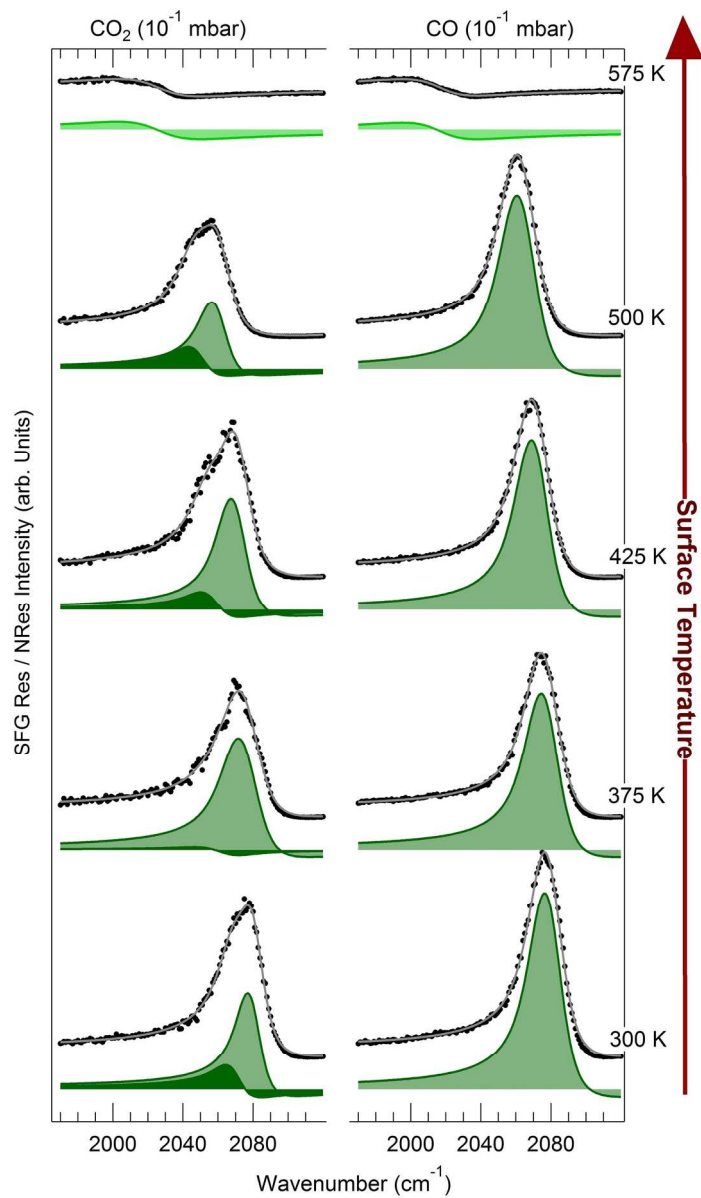 CO₂ (10⁻¹ mbar) CO (10⁻¹ mbar)
575 K
500 K
425 K
375 K
300 K
SFG Res / NRes Intensity (arb. Units)
Surface Temperature
2000 2040 2080 2000 2040 2080
Wavenumber (cm⁻¹)